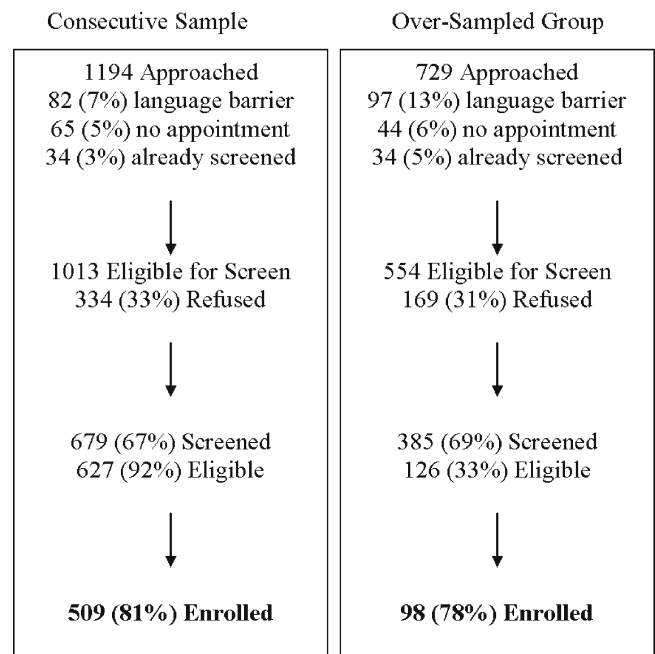 Consecutive Sample
1194 Approached
82 (7%) language barrier
65 (5%) no appointment
34 (3%) already screened
1013 Eligible for Screen
334 (33%) Refused
679 (67%) Screened
627 (92%) Eligible
509 (81%) Enrolled
Over-Sampled Group
729 Approached
97 (13%) language barrier
44 (6%) no appointment
34 (5%) already screened
554 Eligible for Screen
169 (31%) Refused
385 (69%) Screened
126 (33%) Eligible
98 (78%) Enrolled